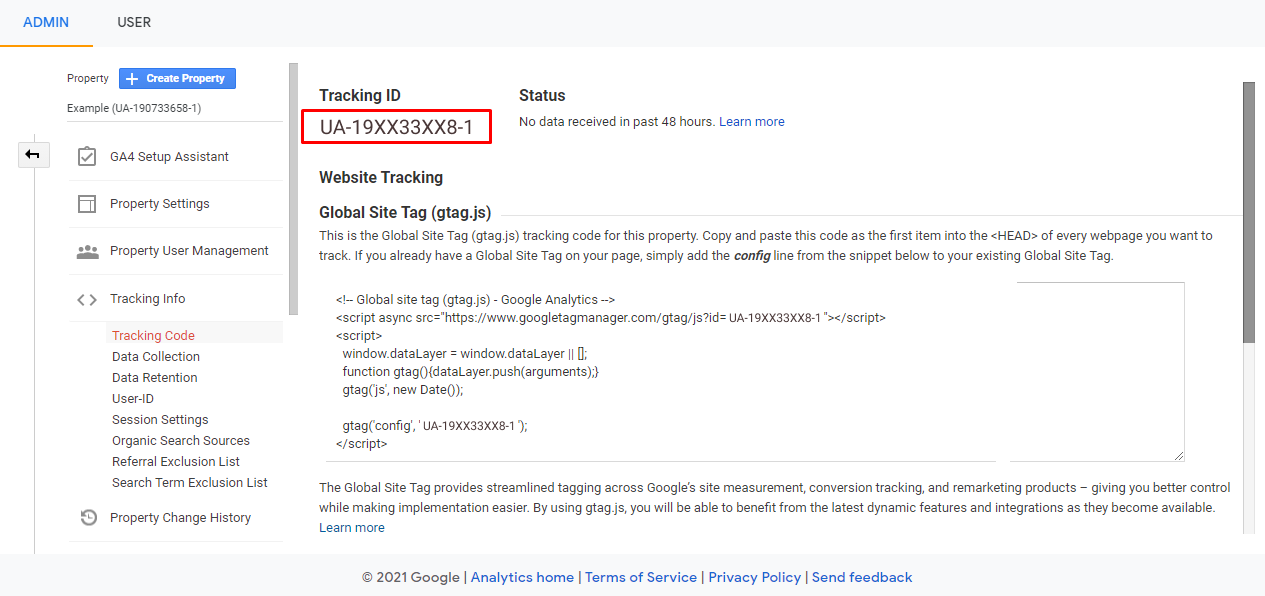 ADMIN
USER
Property
Create Property
Example (UA-190733658-1)
GA4 Setup Assistant
Property Settings
Property User Management
Tracking Info
Tracking Code
Data Collection
Data Retention
User-ID
Session Settings
Organic Search Sources
Referral Exclusion List
Search Term Exclusion List
Property Change History
Tracking ID
UA-19XX33XX8-1
Status
No data received in past 48 hours. Learn more
Website Tracking
Global Site Tag (gtag.js)
This is the Global Site Tag (gtag.js) tracking code for this property. Copy and paste this code as the first item into the <HEAD> of every webpage you want to
track. If you already have a Global Site Tag on your page, simply add the config line from the snippet below to your existing Global Site Tag.
<!-- Global site tag (gtag.js) - Google Analytics -->
<script async src="https://www.googletagmanager.com/gtag/js?id= UA-19XX33XX8-1 "></script>
<script>
window.dataLayer = window.dataLayer || [];
function gtag(){dataLayer.push(arguments);}
gtag('js', new Date());
gtag('config', ' UA-19XX33XX8-1 ');
</script>
The Global Site Tag provides streamlined tagging across Google's site measurement, conversion tracking, and remarketing products – giving you better control
while making implementation easier. By using gtag.js, you will be able to benefit from the latest dynamic features and integrations as they become available.
Learn more
© 2021 Google | Analytics home | Terms of Service | Privacy Policy | Send feedback